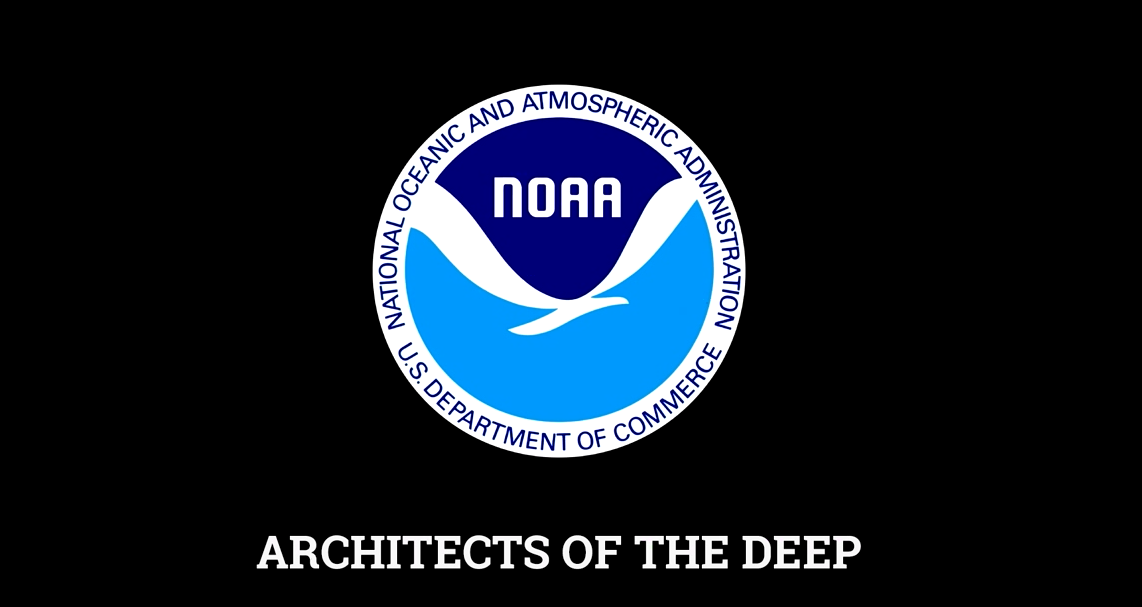 NATIONAL OCEANIC AND ATMOSPHERIC ADMINISTRATION
NOAA
U.S. DEPARTMENT OF COMMERCE
ARCHITECTS OF THE DEEP